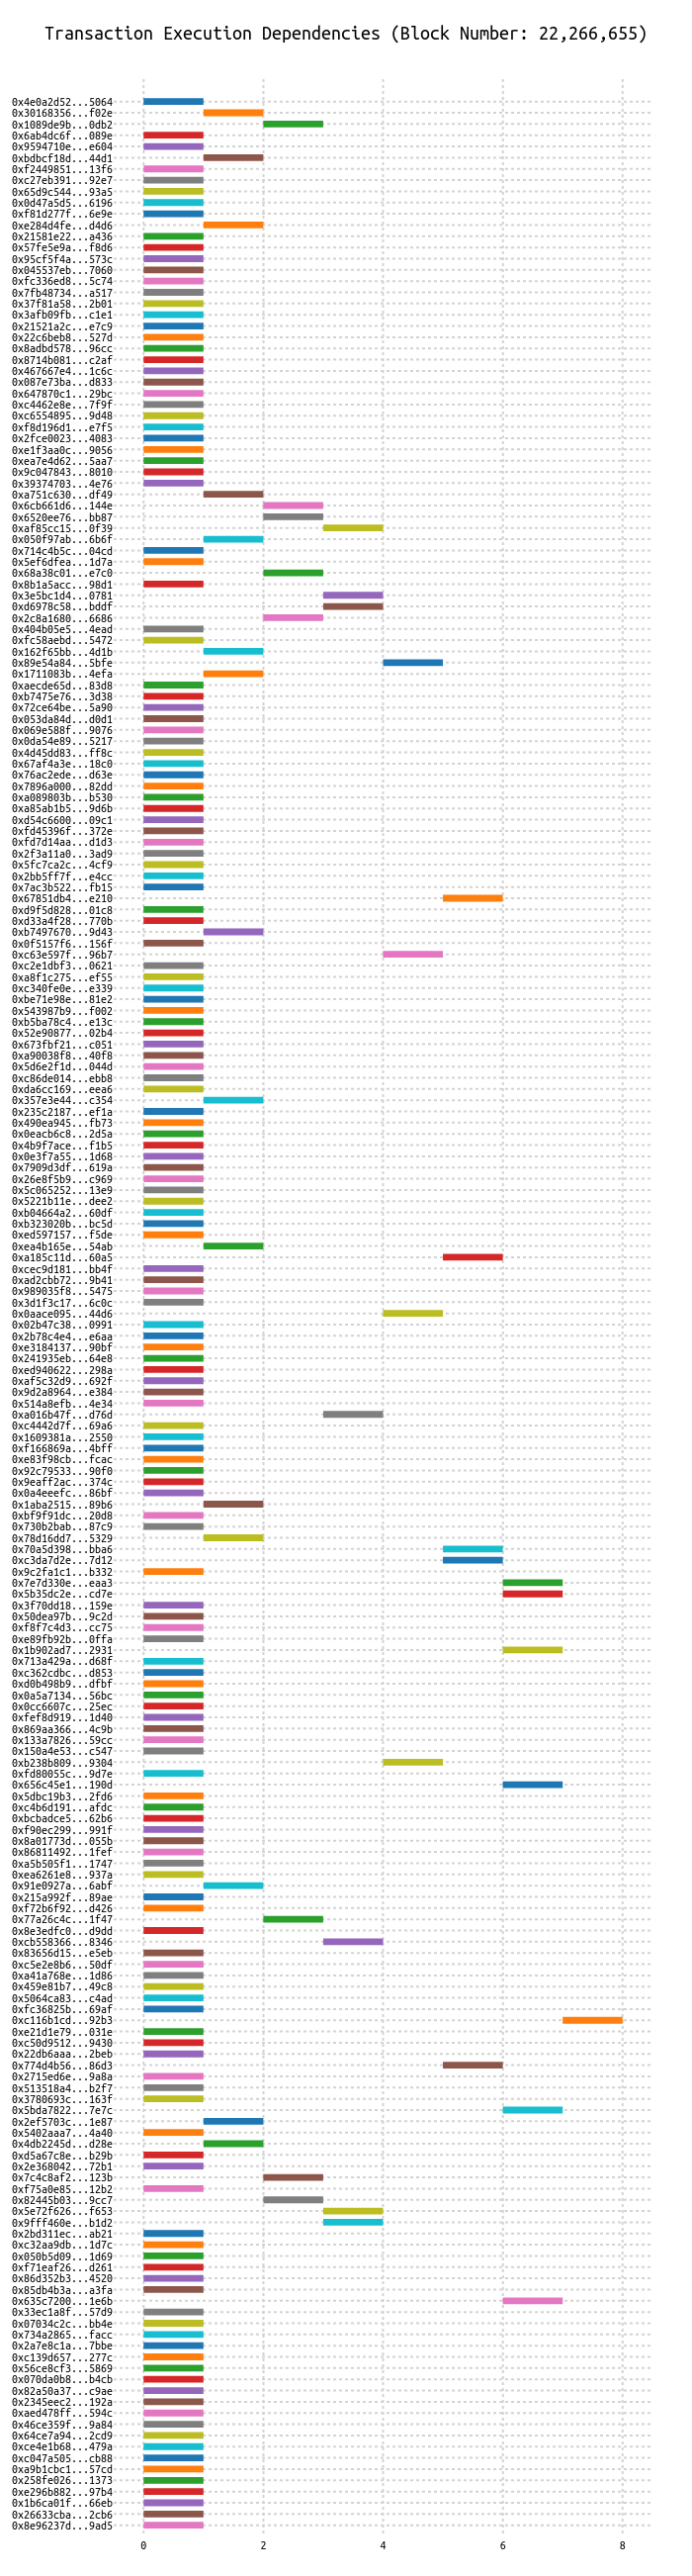 Transaction Execution Dependencies (Block Number: 22,266,655)
0x4e0a2d52...5064
0x30168356...f02e
0x1089de9b...0db2
0x6ab4dc6f...089e
0x9594710e...e604
0xbdbcf18d...44d1
0xf2449851...13f6
0xc27eb391...92e7
0x65d9c544...93a5
0x0d47a5d5...6196
0xf81d277f...6e9e
0xe284d4fe...d4d6
0x21581e22...a436
0x57fe5e9a...f8d6
0x95cf5f4a...573c
0x045537eb...7060
0xfc336ed8...5c74
0x7fb48734...a517
0x37f81a58...2b01
0x3afb09fb...c1e1
0x21521a2c...e7c9
0x22c6beb8...527d
0x8adbd578...96cc
0x8714b081...c2af
0x467667e4...1c6c
0x087e73ba...d833
0x647870c1...29bc
0xc4462e8e...7f9f
0xc6554895...9d48
0xf8d196d1...e7f5
0x2fce0023...4083
0xe1f3aa0c...9056
0xea7e4d62...5aa7
0x9c047843...8010
0x39374703...4e76
0xa751c630...df49
0x6cb661d6...144e
0x6520ee76...bb87
0xaf85cc15...0f39
0x050f97ab...6b6f
0x714c4b5c...04cd
0x5ef6dfea...1d7a
0x68a38c01...e7c0
0x8b1a5acc...98d1
0x3e5bc1d4...0781
0xd6978c58...bddf
0x2c8a1680...6686
0x404b05e5...4ead
0xfc58aebd...5472
0x162f65bb...4d1b
0x89e54a84...5bfe
0x1711083b...4efa
0xaecde65d...83d8
0xb7475e76...3d38
0x72ce64be...5a90
0x053da84d...d0d1
0x069e588f...9076
0x0da54e89...5217
0x4d45dd83...ff8c
0x67af4a3e...18c0
0x76ac2ede...d63e
0x7896a000...82dd
0xa089803b...b530
0xa85ab1b5...9d6b
0xd54c6600...09c1
0xfd45396f...372e
0xfd7d14aa...d1d3
0x2f3a11a0...3ad9
0x5fc7ca2c...4cf9
0x2bb5ff7f...e4cc
0x7ac3b522...fb15
0x67851db4...e210
0xd9f5d828...01c8
0xd33a4f28...770b
0xb7497670...9d43
0x0f5157f6...156f
0xc63e597f...96b7
0xc2e1dbf3...0621
0xa8f1c275...ef55
0xc340fe0e...e339
0xbe71e98e...81e2
0x543987b9...f002
0xb5ba78c4...e13c
0x52e90877...02b4
0x673fbf21...c051
0xa90038f8...40f8
0x5d6e2f1d...044d
0xc86de014...ebb8
0xda6cc169...eea6
0x357e3e44...c354
0x235c2187...ef1a
0x490ea945...fb73
0x0eacb6c8...2d5a
0x4b9f7ace...f1b5
0x0e3f7a55...1d68
0x7909d3df...619a
0x26e8f5b9...c969
0x5c065252...13e9
0x5221b11e...dee2
0xb04664a2...60df
0xb323020b...bc5d
0xed597157...f5de
0xea4b165e...54ab
0xa185c11d...60a5
0xcec9d181...bb4f
0xad2cbb72...9b41
0x989035f8...5475
0x3d1f3c17...6c0c
0x0aace095...44d6
0x02b47c38...0991
0x2b78c4e4...e6aa
0xe3184137...90bf
0x241935eb...64e8
0xed940622...298a
0xaf5c32d9...692f
0x9d2a8964...e384
0x514a8efb...4e34
0xa016b47f...d76d
0xc4442d7f...69a6
0x1609381a...2550
0xf166869a...4bff
0xe83f98cb...fcac
0x92c79533...90f0
0x9eaff2ac...374c
0x0a4eeefc...86bf
0x1aba2515...89b6
0xbf9f91dc...20d8
0x730b2bab...87c9
0x78d16dd7...5329
0x70a5d398...bba6
0xc3da7d2e...7d12
0x9c2fa1c1...b332
0x7e7d330e...eaa3
0x5b35dc2e...cd7e
0x3f70dd18...159e
0x50dea97b...9c2d
0xf8f7c4d3...cc75
0xe89fb92b...0ffa
0x1b902ad7...2931
0x713a429a...d68f
0xc362cdbc...d853
0xd0b498b9...dfbf
0x0a5a7134...56bc
0x0cc6607c...25ec
0xfef8d919...1d40
0x869aa366...4c9b
0x133a7826...59cc
0x150a4e53...c547
0xb238b809...9304
0xfd80055c...9d7e
0x656c45e1...190d
0x5dbc19b3...2fd6
0xc4b6d191...afdc
0xbcbadce5...62b6
0xf90ec299...991f
0x8a01773d...055b
0x86811492...1fef
0xa5b505f1...1747
0xea6261e8...937a
0x91e0927a...6abf
0x215a992f...89ae
0xf72b6f92...d426
0x77a26c4c...1f47
0x8e3edfc0...d9dd
0xcb558366...8346
0x83656d15...e5eb
0xc5e2e8b6...50df
0xa41a768e...1d86
0x459e81b7...49c8
0x5064ca83...c4ad
0xfc36825b...69af
0xc116b1cd...92b3
0xe21d1e79...031e
0xc50d9512...9430
0x22db6aaa...2beb
0x774d4b56...86d3
0x2715ed6e...9a8a
0x513518a4...b2f7
0x3780693c...163f
0x5bda7822...7e7c
0x2ef5703c...1e87
0x5402aaa7...4a40
0x4db2245d...d28e
0xd5a67c8e...b29b
0x2e368042...72b1
0x7c4c8af2...123b
0xf75a0e85...12b2
0x82445b03...9cc7
0x5e72f626...f653
0x9fff460e...b1d2
0x2bd311ec...ab21
0xc32aa9db...1d7c
0x050b5d09...1d69
0xf71eaf26...d261
0x86d352b3...4520
0x85db4b3a...a3fa
0x635c7200...1e6b
0x33ec1a8f...57d9
0x07034c2c...bb4e
0x734a2865...facc
0x2a7e8c1a...7bbe
0xc139d657...277c
0x56ce8cf3...5869
0x070da0b8...b4cb
0x82a50a37...c9ae
0x2345eec2...192a
0xaed478ff...594c
0x46ce359f...9a84
0x64ce7a94...2cd9
0xce4e1b68...479a
0xc047a505...cb88
0xa9b1cbc1...57cd
0x258fe026...1373
0xe296b882...97b4
0x1b6ca01f...66eb
0x26633cba...2cb6
0x8e96237d...9ad5
0 2 4 6 8